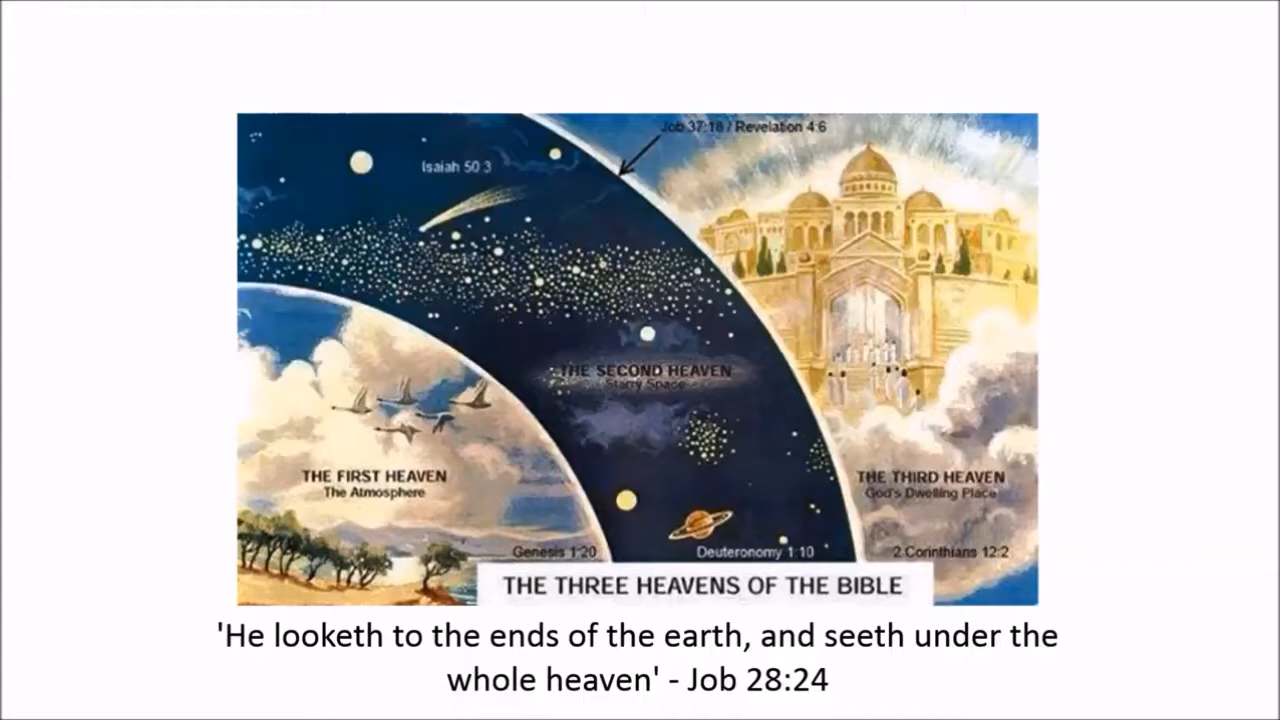 Job 37:18 / Revelation 4:6
Isaiah 50:3
THE SECOND HEAVEN
Starry Space
THE FIRST HEAVEN
The Atmosphere
THE THIRD HEAVEN
God's Dwelling Place
Genesis 1:20
Deuteronomy 1:10
2 Corinthians 12:2
THE THREE HEAVENS OF THE BIBLE
'He looketh to the ends of the earth, and seeth under the
whole heaven' - Job 28:24